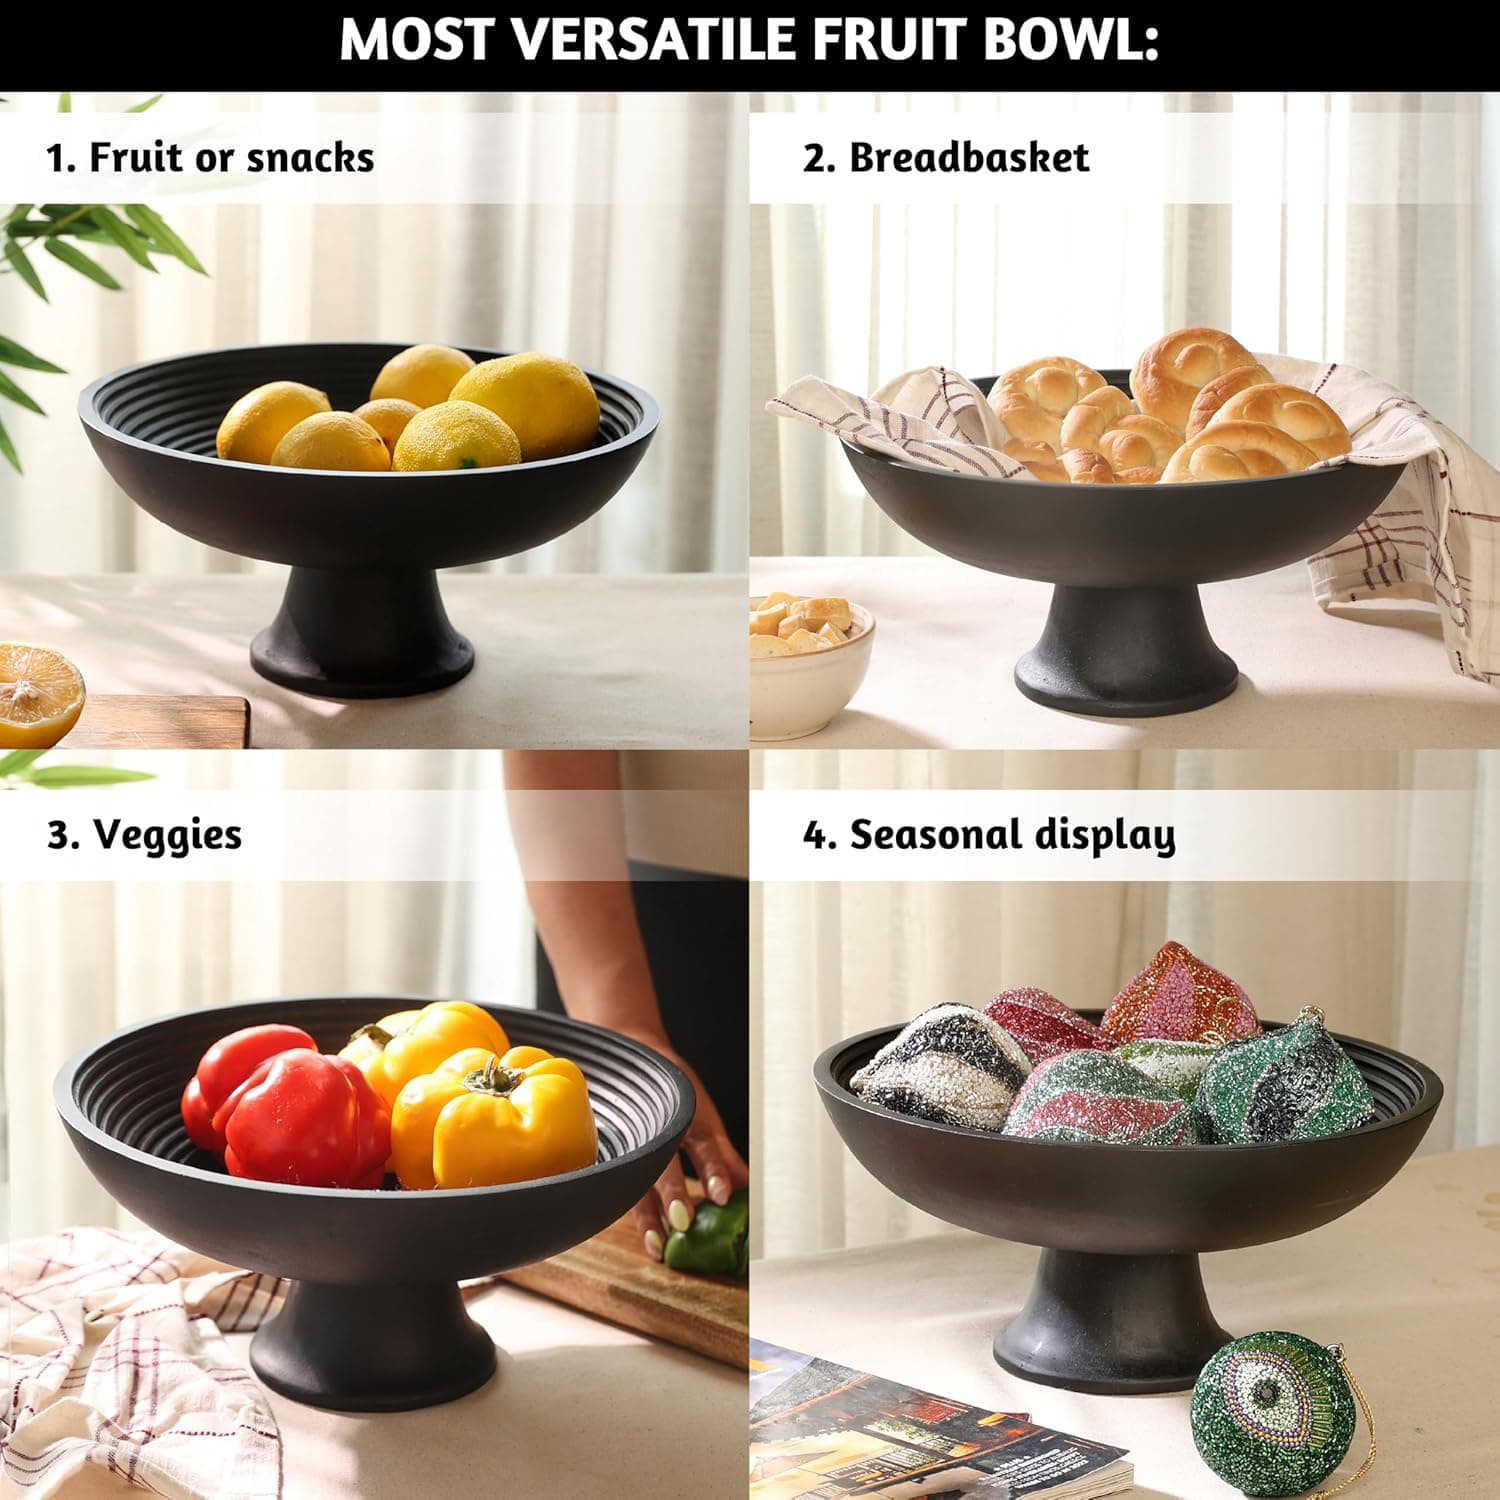 MOST VERSATILE FRUIT BOWL:
1. Fruit or snacks
2. Breadbasket
3. Veggies
4. Seasonal display